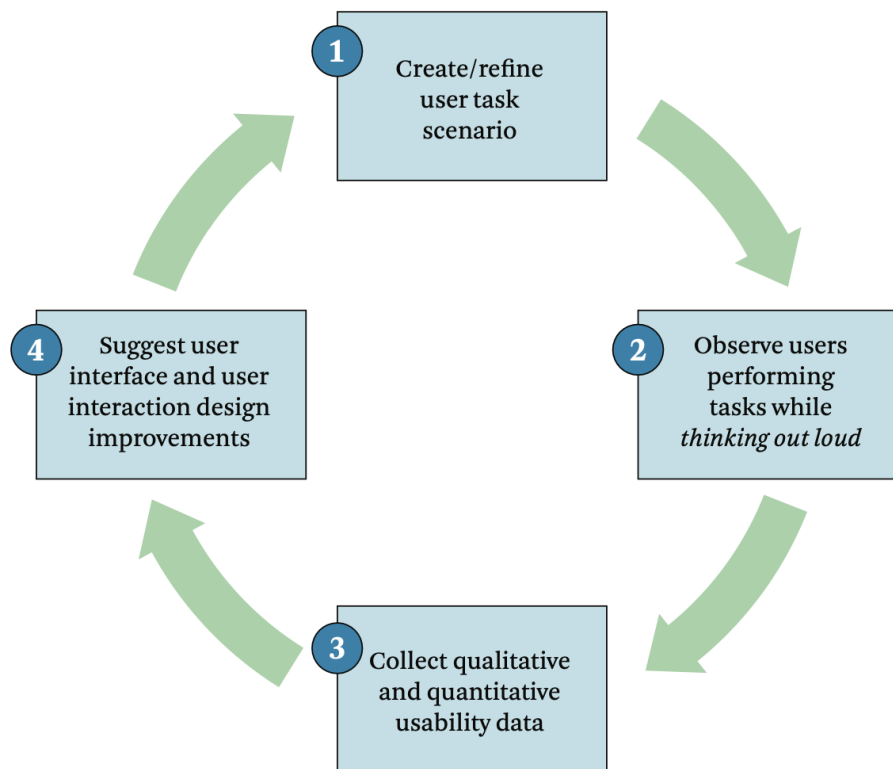 1
Create/refine
user task
scenario
2
Observe users
performing
tasks while
thinking out loud
3
Collect qualitative
and quantitative
usability data
4
Suggest user
interface and user
interaction design
improvements